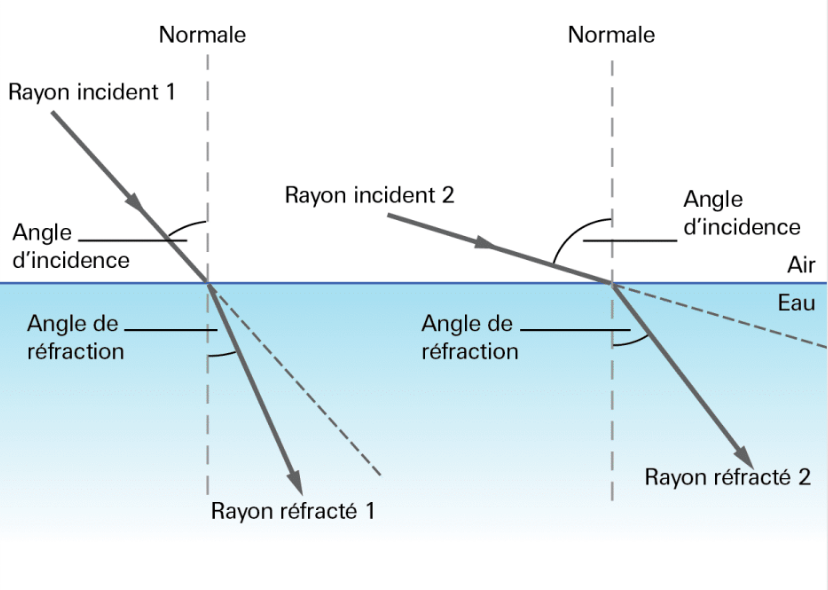 Normale
Normale
Rayon incident 1
Rayon incident 2
Angle
d'incidence
Angle
d'incidence
Air
Eau
Angle de
réfraction
Angle de
réfraction
Rayon réfracté 1
Rayon réfracté 2